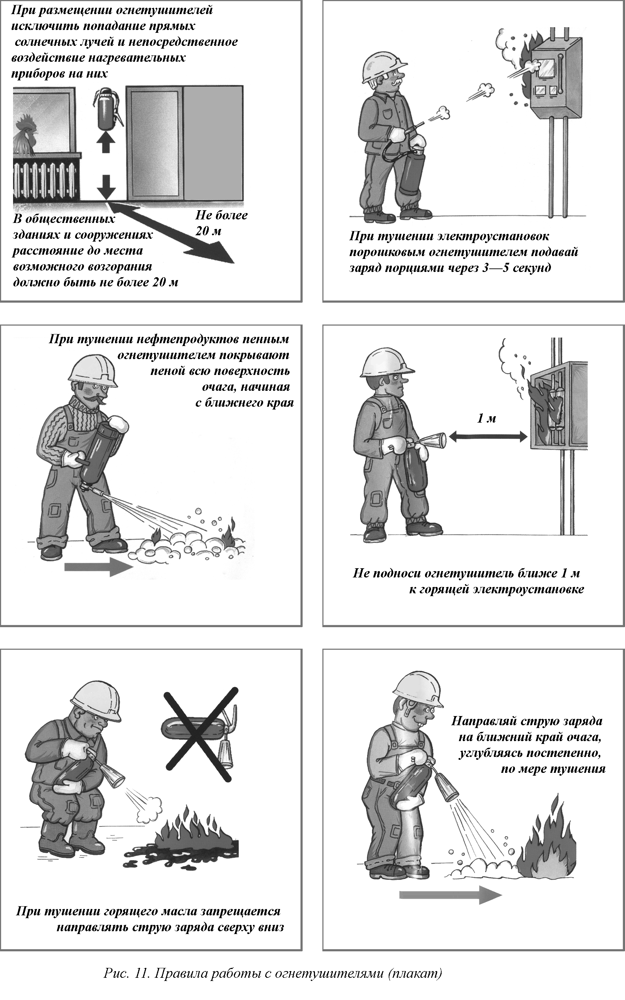 При размещении огнетушителей
исключить попадание прямых
солнечных лучей и непосредственное
воздействие нагревательных
приборов на них
В общественных
зданиях и сооружениях
расстояние до места
возможного возгорания
должно быть не более 20 м
Не более
20 м
При тушении электроустановок
порошковым огнетушителем подавай
заряд порциями через 3—5 секунд
При тушении нефтепродуктов пенным
огнетушителем покрывают
пеной всю поверхность
очага, начиная
с ближнего края
1 м
Не подноси огнетушитель ближе 1 м
к горящей электроустановке
При тушении горящего масла запрещается
направлять струю заряда сверху вниз
Направляй струю заряда
на ближний край очага,
углубляясь постепенно,
по мере тушения
Рис. 11. Правила работы с огнетушителями (плакат)